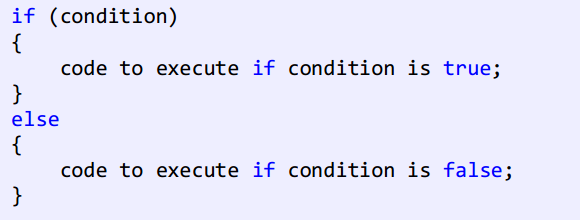 if (condition)
{
    code to execute if condition is true;
}
else
{
    code to execute if condition is false;
}